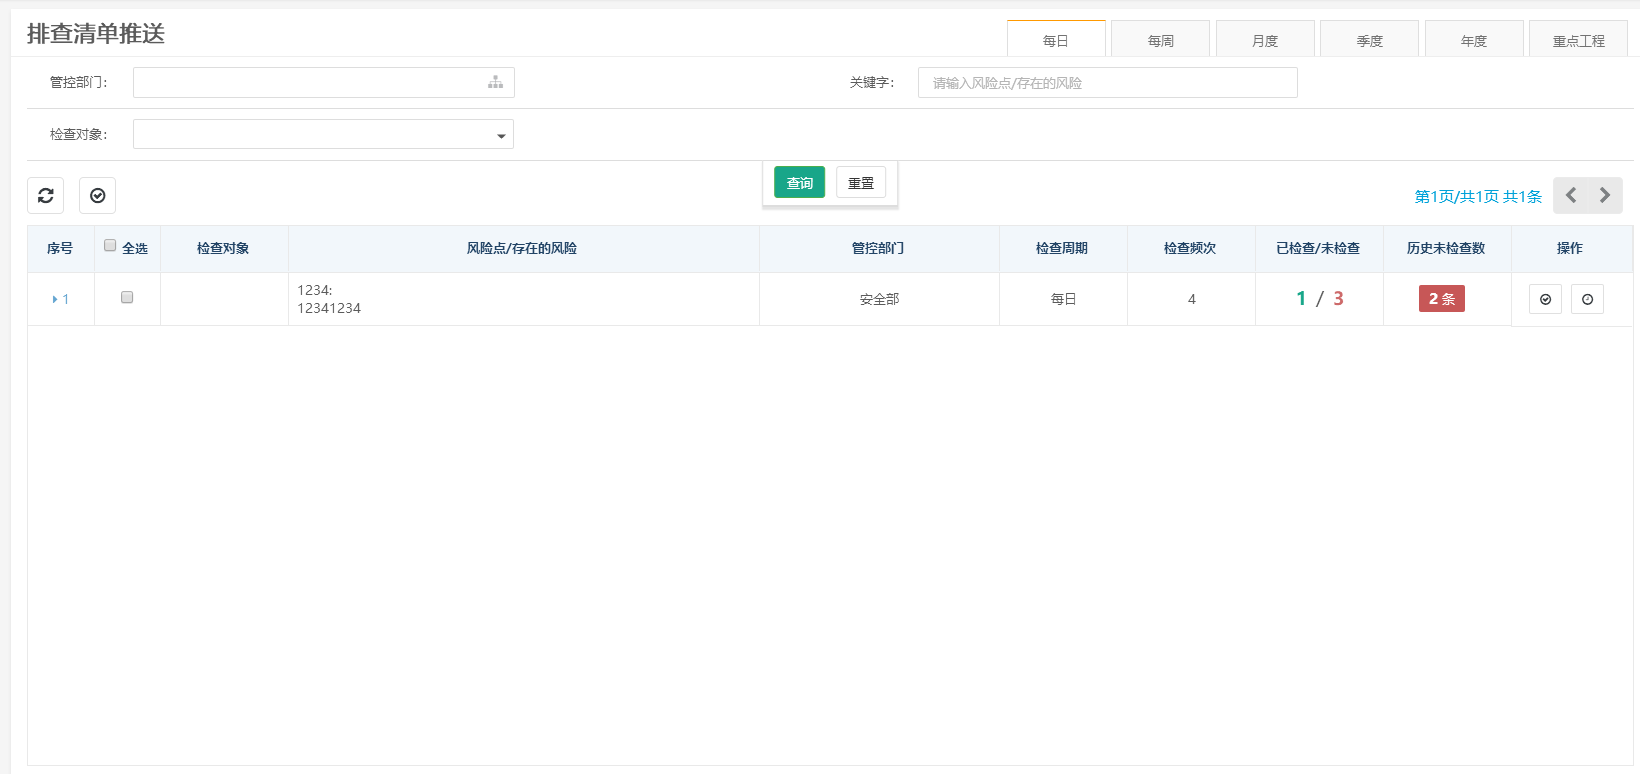 排查清单推送
每日 每周 月度 季度 年度 重点工程
管控部门： 关键字： 请输入风险点/存在的风险
检查对象：
查询 重置
第1页/共1页 共1条
序号 全选 检查对象 风险点/存在的风险 管控部门 检查周期 检查频次 已检查/未检查 历史未检查数 操作
1 1234: 安全部 每日 4 1 / 3 2 条
12341234